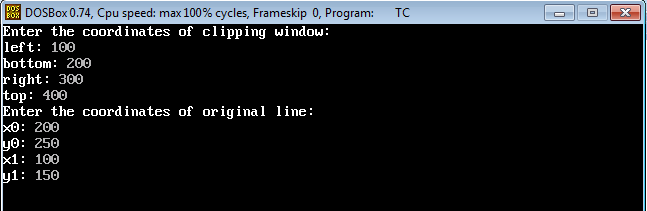 DOS
BOX
DOSBox 0.74, Cpu speed: max 100% cycles, Frameskip 0, Program: TC
Enter the coordinates of clipping window:
left: 100
bottom: 200
right: 300
top: 400
Enter the coordinates of original line:
x0: 200
y0: 250
x1: 100
y1: 150